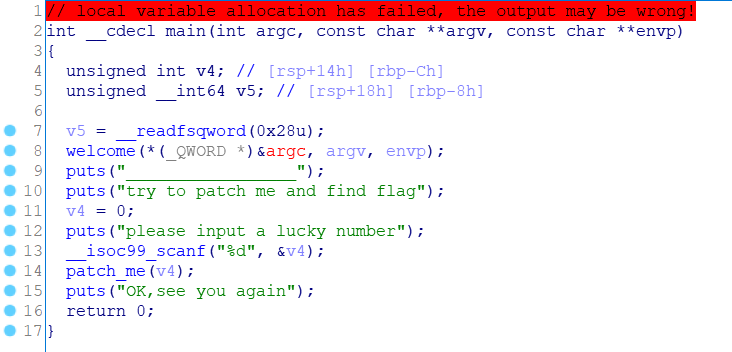 1 // local variable allocation has failed, the output may be wrong!
2 int __cdecl main(int argc, const char **argv, const char **envp)
3 {
4   unsigned int v4; // [rsp+14h] [rbp-Ch]
5   unsigned __int64 v5; // [rsp+18h] [rbp-8h]
6
7   v5 = __readfsqword(0x28u);
8   welcome(*(_QWORD *)&argc, argv, envp);
9   puts("_________________");
10   puts("try to patch me and find flag");
11   v4 = 0;
12   puts("please input a lucky number");
13   __isoc99_scanf("%d", &v4);
14   patch_me(v4);
15   puts("OK,see you again");
16   return 0;
17 }